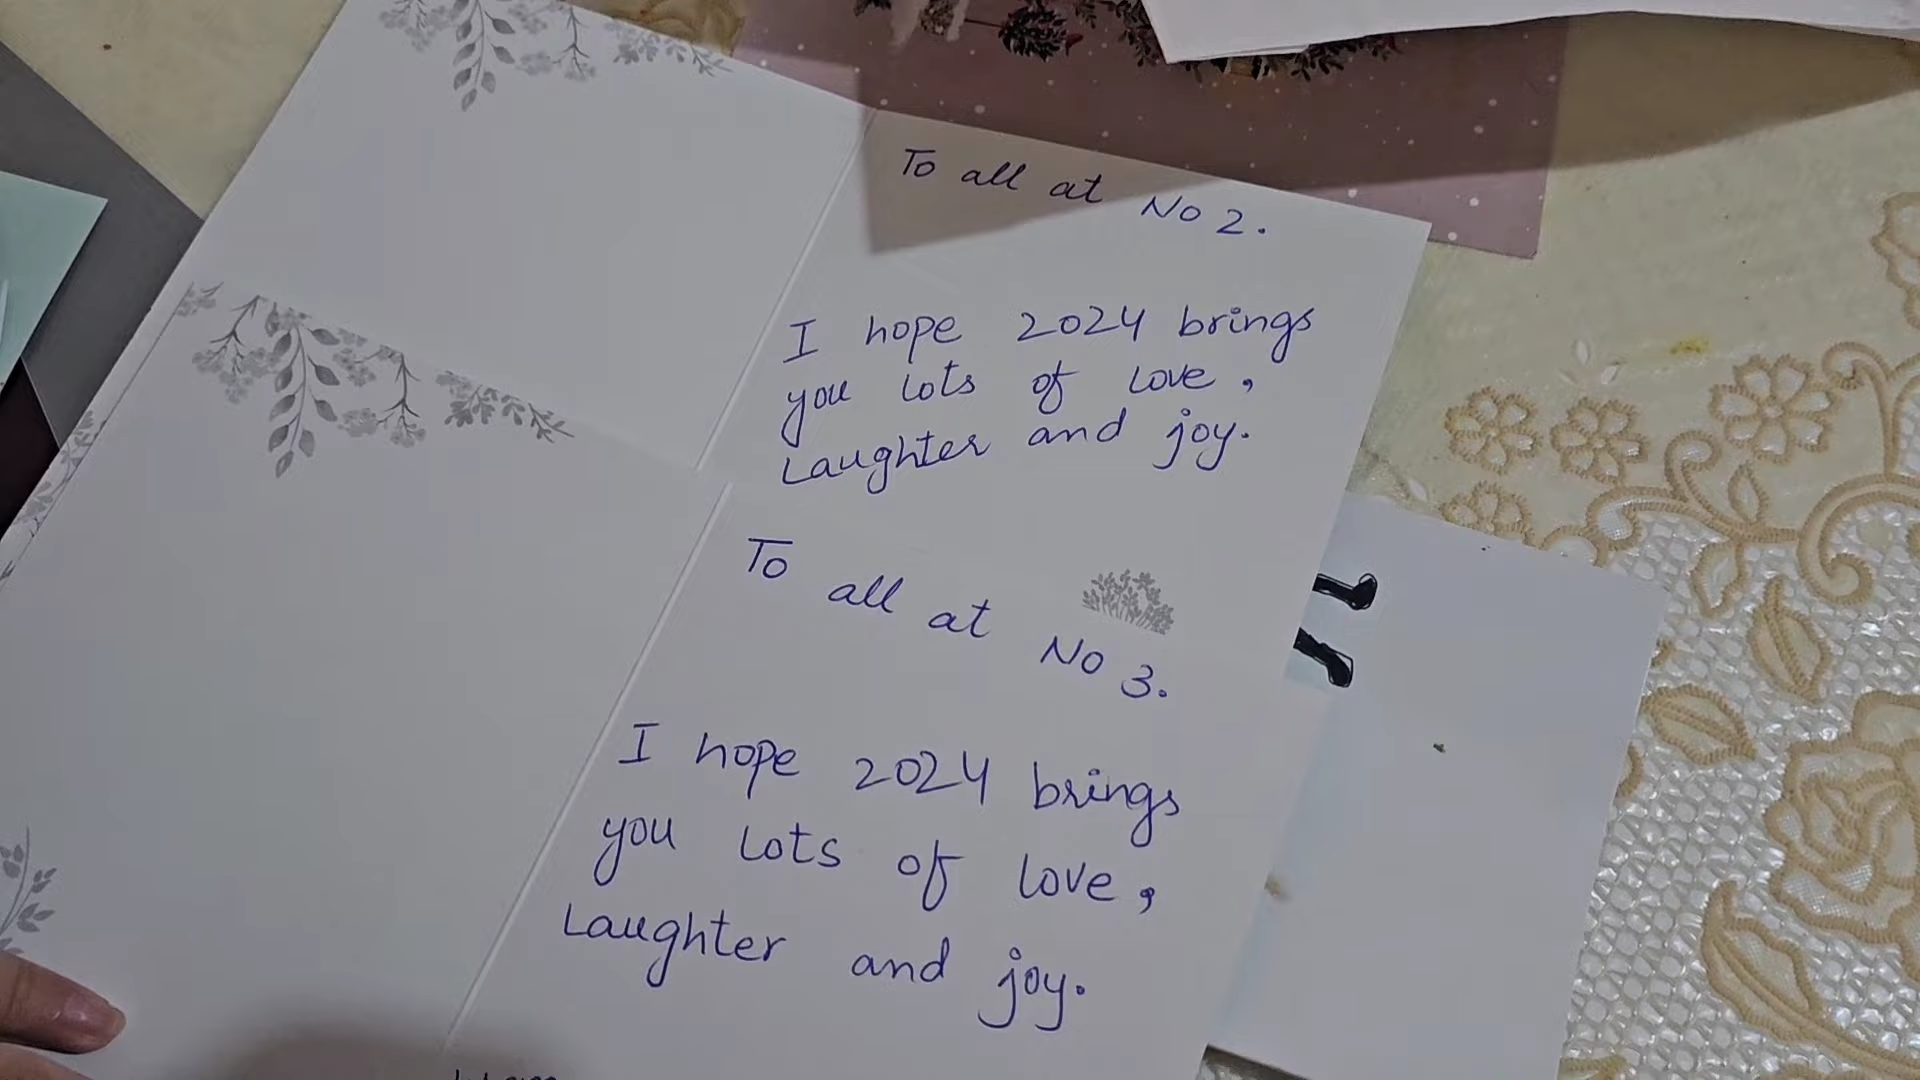 To all at No 2.
I hope 2024 brings
you lots of love,
Laughter and joy.
To all at No 3.
I hope 2024 brings
you lots of love,
Laughter and joy.